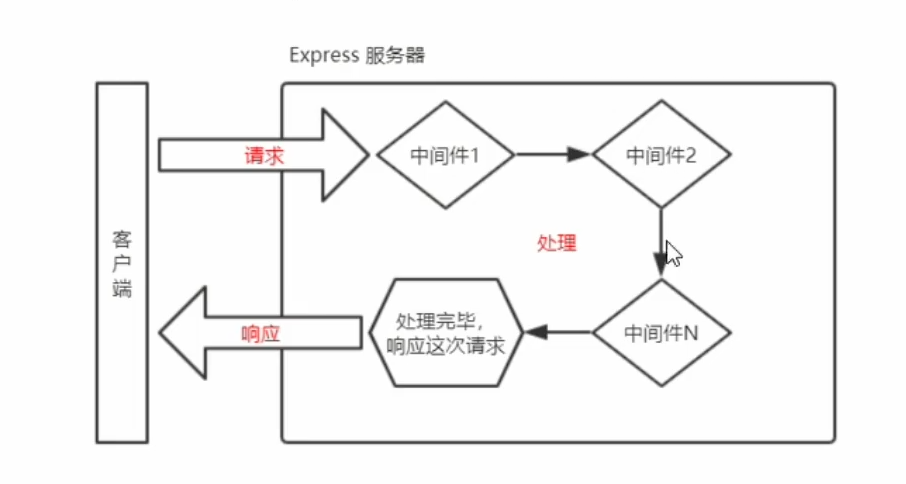 Express 服务器
请求
中间件1
中间件2
客
户
端
处理
响应
处理完毕，
响应这次请求
中间件N